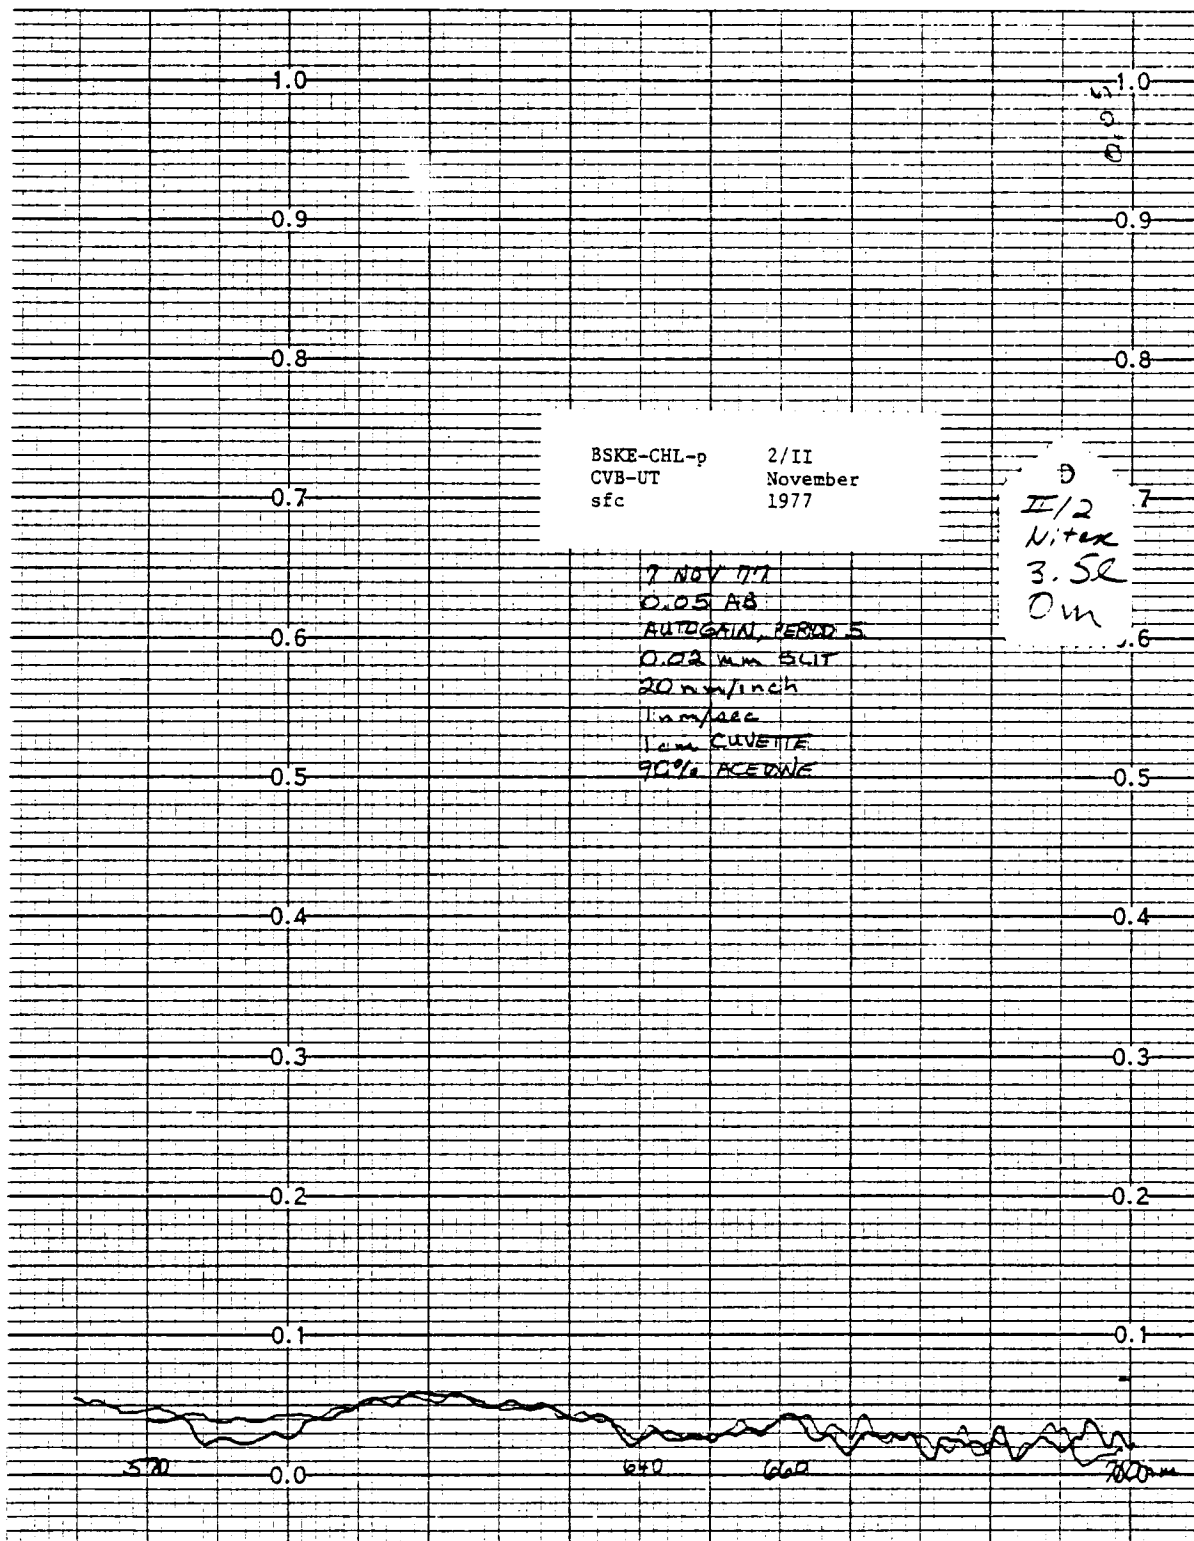 1.0 1.0
0.05
0.9 0.9
0.8 0.8
BSKE-CHL-p 2/II
CVB-UT November
sfc 1977
0.7 7
D
II/2
Nitex
3.5l
0m
7 NOV 77
0.05 AB
AUTOGAIN, PERIOD 5
0.6 .6
0.02 mm SLIT
20 nm/inch
1 nm/sec
1 cm CUVETTE
90% ACETONE
0.5 0.5
0.4 0.4
0.3 0.3
0.2 0.2
0.1 0.1
570 0.0 640 660 700nm